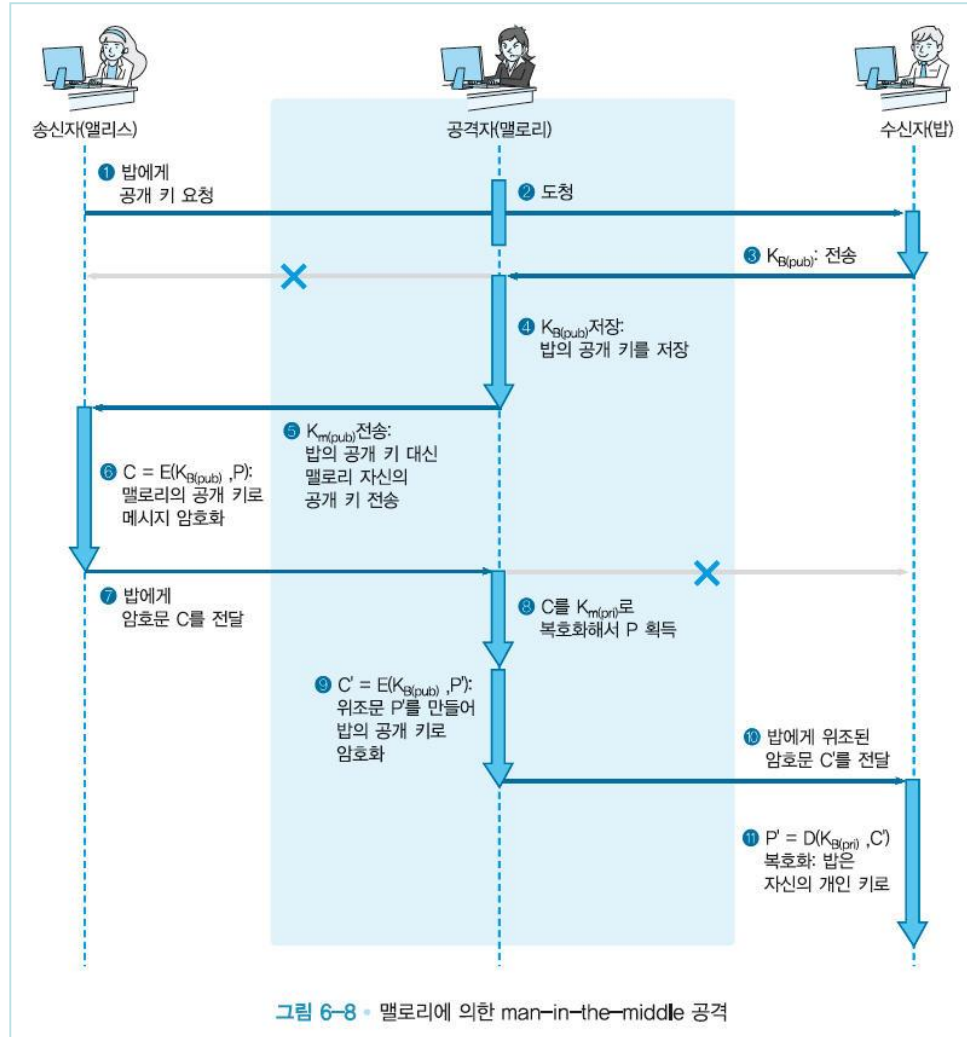 송신자(앨리스)
공격자(맬로리)
수신자(밥)
❶ 밥에게
공개 키 요청
❷ 도청
❸ K_B(pub): 전송
❹ K_B(pub)저장:
밥의 공개 키를 저장
❺ K_m(pub)전송:
밥의 공개 키 대신
맬로리 자신의
공개 키 전송
❻ C = E(K_B(pub) ,P):
맬로리의 공개 키로
메시지 암호화
❼ 밥에게
암호문 C를 전달
❽ C를 K_m(pri)로
복호화해서 P 획득
❾ C' = E(K_B(pub) ,P'):
위조문 P'를 만들어
밥의 공개 키로
암호화
❿ 밥에게 위조된
암호문 C'를 전달
⓫ P' = D(K_B(pri) ,C')
복호화: 밥은
자신의 개인 키로
그림 6-8 • 맬로리에 의한 man-in-the-middle 공격